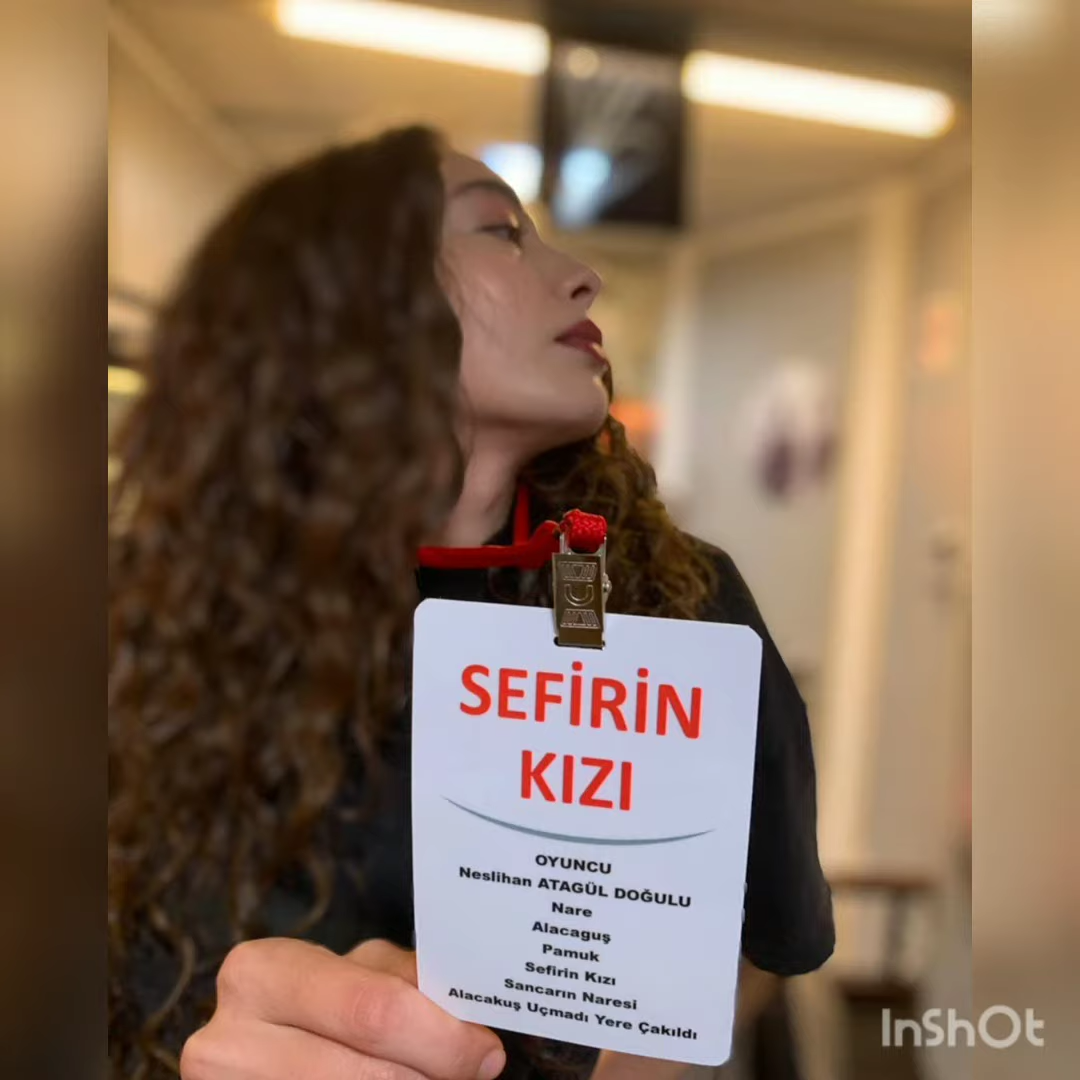 SEFİRİN
KIZI
OYUNCU
Neslihan ATAGÜL DOĞULU
Nare
Alacaguş
Pamuk
Sefirin Kızı
Sancarın Naresi
Alacakuş Uçmadı Yere Çakıldı
InShOt